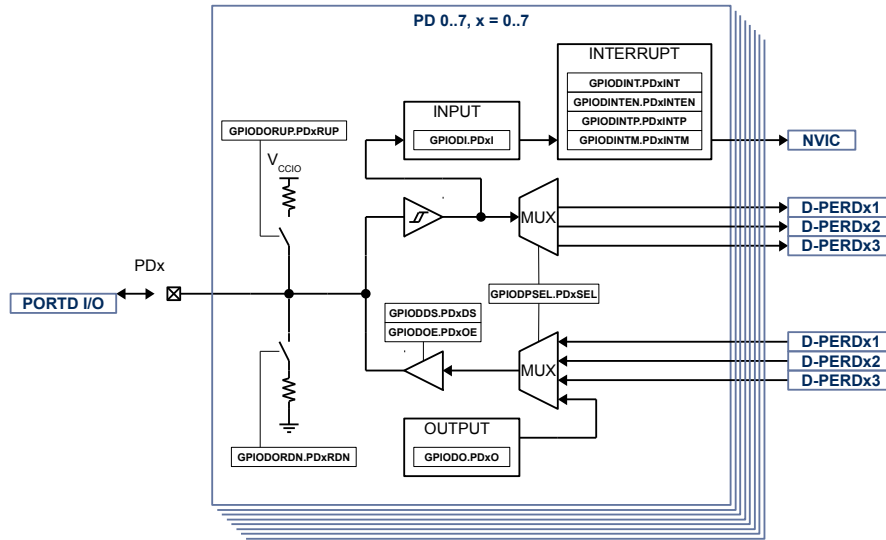 PD 0..7, x = 0..7
INTERRUPT
GPIODINT.PDxINT
GPIODINTEN.PDxINTEN
GPIODINTP.PDxINTP
GPIODINTM.PDxINTM
INPUT
GPIODI.PDxI
NVIC
GPIODORUP.PDxRUP
VCCIO
MUX
D-PERDx1
D-PERDx2
D-PERDx3
PDx
PORTD I/O
GPIODPSEL.PDxSEL
GPIODDS.PDxDS
GPIODOE.PDxOE
MUX
D-PERDx1
D-PERDx2
D-PERDx3
OUTPUT
GPIODO.PDxO
GPIODORDN.PDxRDN